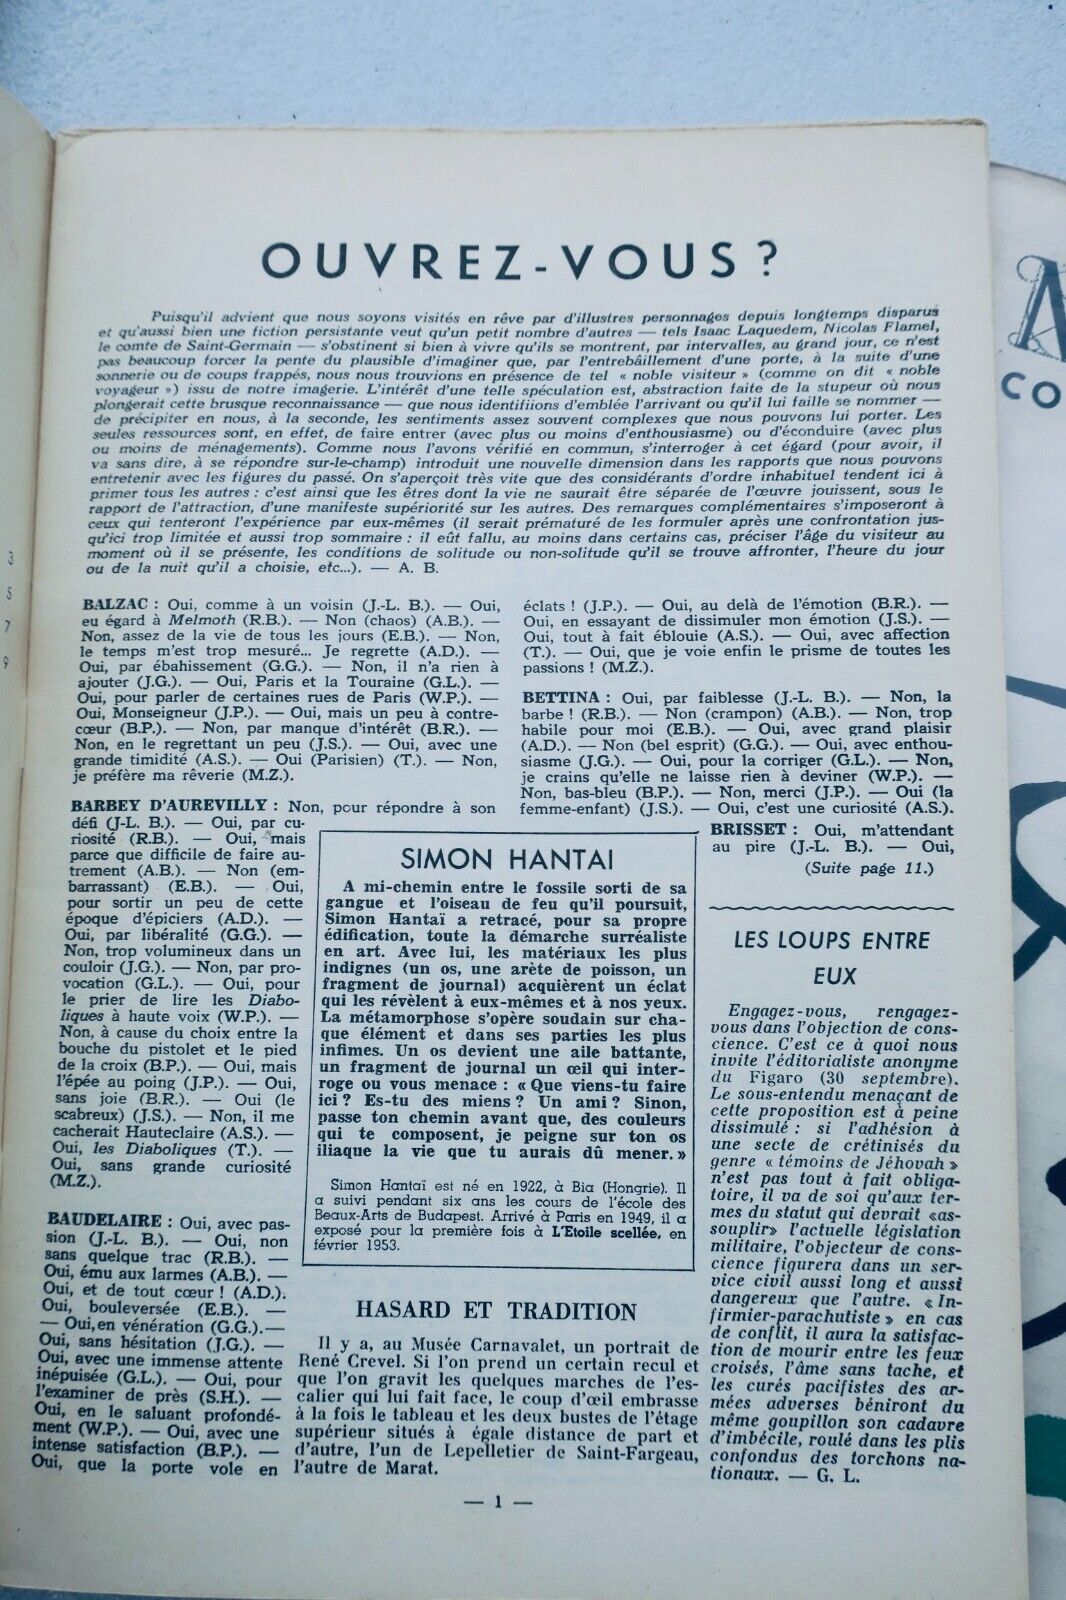 OUVREZ-VOUS ?
Puisqu'il advient que nous soyons visités en rêve par d'illustres personnages depuis longtemps disparus
et qu'aussi bien une fiction persistante veut qu'un petit nombre d'autres — tels Isaac Laquedem, Nicolas Flamel,
le comte de Saint-Germain — s'obstinent si bien à vivre qu'ils se montrent, par intervalles, au grand jour, ce n'est
pas beaucoup forcer la pente du plausible d'imaginer que, par l'entrebâillement d'une porte, à la suite d'une
sonnerie ou de coups frappés, nous nous trouvions en présence de tel « noble visiteur » (comme on dit « noble
voyageur ») issu de notre imagerie. L'intérêt d'une telle spéculation est, abstraction faite de la stupeur où nous
plongerait cette brusque reconnaissance — que nous identifiions d'emblée l'arrivant ou qu'il lui faille se nommer —
de précipiter en nous, à la seconde, les sentiments assez souvent complexes que nous pouvons lui porter. Les
seules ressources sont, en effet, de faire entrer (avec plus ou moins d'enthousiasme) ou d'éconduire (avec plus
ou moins de ménagements). Comme nous l'avons vérifié en commun, s'interroger à cet égard (pour avoir, il
va sans dire, à se répondre sur-le-champ) introduit une nouvelle dimension dans les rapports que nous pouvons
entretenir avec les figures du passé. On s'aperçoit très vite que des considérants d'ordre inhabituel tendent ici à
primer tous les autres : c'est ainsi que les êtres dont la vie ne saurait être séparée de l'œuvre jouissent, sous le
rapport de l'attraction, d'une manifeste supériorité sur les autres. Des remarques complémentaires s'imposeront à
ceux qui tenteront l'expérience par eux-mêmes (il serait prématuré de les formuler après une confrontation jus-
qu'ici trop limitée et aussi trop sommaire : il eût fallu, au moins dans certains cas, préciser l'âge du visiteur au
moment où il se présente, les conditions de solitude ou non-solitude qu'il se trouve affronter, l'heure du jour
ou de la nuit qu'il a choisie, etc...). — A. B.
BALZAC : Oui, comme à un voisin (J.-L. B.). — Oui,
eu égard à Melmoth (R.B.). — Non (chaos) (A.B.). —
Non, assez de la vie de tous les jours (E.B.). — Non,
le temps m'est trop mesuré... Je regrette (A.D.). —
Oui, par ébahissement (G.G.). — Non, il n'a rien à
ajouter (J.G.). — Oui, Paris et la Touraine (G.L.). —
Oui, pour parler de certaines rues de Paris (W.P.). —
Oui, Monseigneur (J.P.). — Oui, mais un peu à contre-
cœur (B.P.). — Non, par manque d'intérêt (B.R.). —
Non, en le regrettant un peu (J.S.). — Oui, avec une
grande timidité (A.S.). — Oui (Parisien) (T.). — Non,
je préfère ma rêverie (M.Z.).
BARBEY D'AUREVILLY : Non, pour répondre à son
défi (J-L. B.). — Oui, par cu-
riosité (R.B.). — Oui, mais
parce que difficile de faire au-
trement (A.B.). — Non (em-
barrassant) (E.B.). — Oui,
pour sortir un peu de cette
époque d'épiciers (A.D.). —
Oui, par libéralité (G.G.). —
Non, trop volumineux dans un
couloir (J.G.). — Non, par pro-
vocation (G.L.). — Oui, pour
le prier de lire les Diabo-
liques à haute voix (W.P.). —
Non, à cause du choix entre la
bouche du pistolet et le pied
de la croix (B.P.). — Oui, mais
l'épée au poing (J.P.). — Oui,
sans joie (B.R.). — Oui (le
scabreux) (J.S.). — Non, il me
cacherait Hauteclaire (A.S.). —
Oui, les Diaboliques (T.). —
Oui, sans grande curiosité
(M.Z.).
BAUDELAIRE : Oui, avec pas-
sion (J.-L. B.). — Oui, non
sans quelque trac (R.B.). —
Oui, ému aux larmes (A.B.). —
Oui, et de tout cœur ! (A.D.).
Oui, bouleversée (E.B.). —
— Oui, en vénération (G.G.). —
Oui, sans hésitation (J.G.). —
Oui, avec une immense attente
inépuisée (G.L.). — Oui, pour
l'examiner de près (S.H.). —
Oui, en le saluant profondé-
ment (W.P.). — Oui, avec une
intense satisfaction (B.P.). —
Oui, que la porte vole en
éclats ! (J.P.). — Oui, au delà de l'émotion (B.R.). —
Oui, en essayant de dissimuler mon émotion (J.S.). —
Oui, tout à fait éblouie (A.S.). — Oui, avec affection
(T.). — Oui, que je voie enfin le prisme de toutes les
passions ! (M.Z.).
BETTINA : Oui, par faiblesse (J.-L. B.). — Non, la
barbe ! (R.B.). — Non (crampon) (A.B.). — Non, trop
habile pour moi (E.B.). — Oui, avec grand plaisir
(A.D.). — Non (bel esprit) (G.G.). — Oui, avec enthou-
siasme (J.G.). — Oui, pour la corriger (G.L.). — Non,
je crains qu'elle ne laisse rien à deviner (W.P.). —
Non, bas-bleu (B.P.). — Non, merci (J.P.). — Oui (la
femme-enfant) (J.S.). — Oui, c'est une curiosité (A.S.).
BRISSET : Oui, m'attendant
au pire (J.-L. B.). — Oui,
(Suite page 11.)
SIMON HANTAI
A mi-chemin entre le fossile sorti de sa
gangue et l'oiseau de feu qu'il poursuit,
Simon Hantaï a retracé, pour sa propre
édification, toute la démarche surréaliste
en art. Avec lui, les matériaux les plus
indignes (un os, une arète de poisson, un
fragment de journal) acquièrent un éclat
qui les révèlent à eux-mêmes et à nos yeux.
La métamorphose s'opère soudain sur cha-
que élément et dans ses parties les plus
infimes. Un os devient une aile battante,
un fragment de journal un œil qui inter-
roge ou vous menace : « Que viens-tu faire
ici ? Es-tu des miens ? Un ami ? Sinon,
passe ton chemin avant que, des couleurs
qui te composent, je peigne sur ton os
iliaque la vie que tu aurais dû mener. »
Simon Hantaï est né en 1922, à Bia (Hongrie). Il
a suivi pendant six ans les cours de l'école des
Beaux-Arts de Budapest. Arrivé à Paris en 1949, il a
exposé pour la première fois à L'Etoile scellée, en
février 1953.
HASARD ET TRADITION
Il y a, au Musée Carnavalet, un portrait de
René Crevel. Si l'on prend un certain recul et
que l'on gravit les quelques marches de l'es-
calier qui lui fait face, le coup d'œil embrasse
à la fois le tableau et les deux bustes de l'étage
supérieur situés à égale distance de part et
d'autre, l'un de Lepelletier de Saint-Fargeau,
l'autre de Marat.
LES LOUPS ENTRE
EUX
Engagez-vous, rengagez-
vous dans l'objection de cons-
cience. C'est ce à quoi nous
invite l'éditorialiste anonyme
du Figaro (30 septembre).
Le sous-entendu menaçant de
cette proposition est à peine
dissimulé : si l'adhésion à
une secte de crétinisés du
genre « témoins de Jéhovah »
n'est pas tout à fait obliga-
toire, il va de soi qu'aux ter-
mes du statut qui devrait «as-
souplir» l'actuelle législation
militaire, l'objecteur de cons-
cience figurera dans un ser-
vice civil aussi long et aussi
dangereux que l'autre. « In-
firmier-parachutiste » en cas
de conflit, il aura la satisfac-
tion de mourir entre les feux
croisés, l'âme sans tache, et
les curés pacifistes des ar-
mées adverses béniront du
même goupillon son cadavre
d'imbécile, roulé dans les plis
confondus des torchons na-
tionaux. — G. L.
— 1 —
3
5
7
9
CO